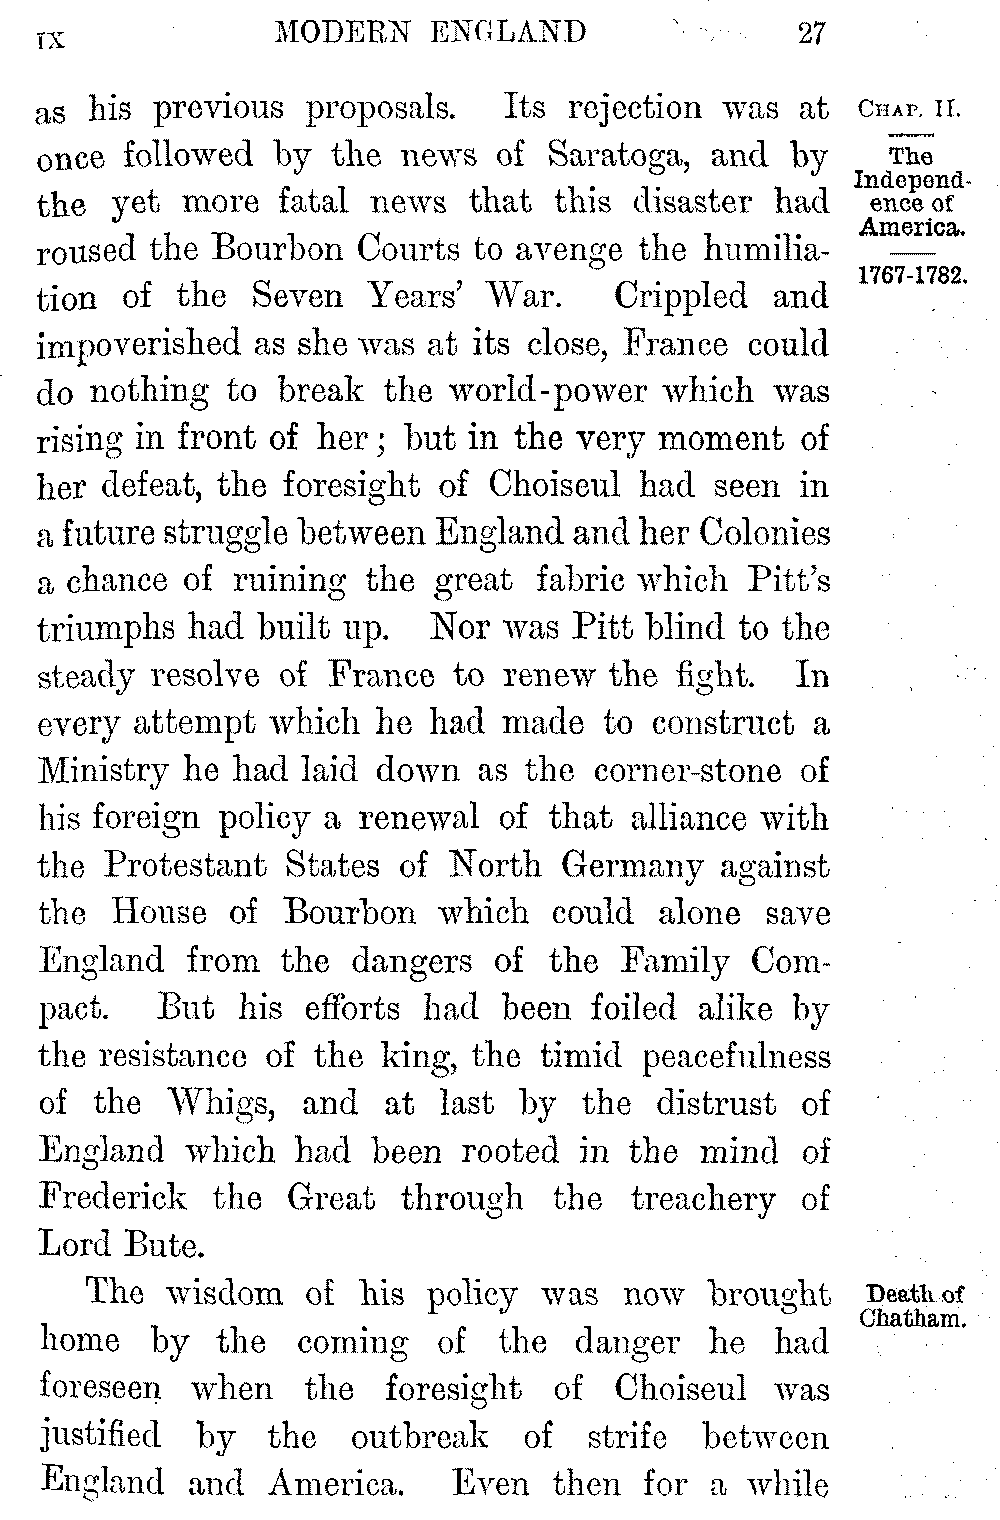 IX MODERN ENGLAND 27
as his previous proposals. Its rejection was at
once followed by the news of Saratoga, and by
the yet more fatal news that this disaster had
roused the Bourbon Courts to avenge the humilia-
tion of the Seven Years' War. Crippled and
impoverished as she was at its close, France could
do nothing to break the world-power which was
rising in front of her; but in the very moment of
her defeat, the foresight of Choiseul had seen in
a future struggle between England and her Colonies
a chance of ruining the great fabric which Pitt's
triumphs had built up. Nor was Pitt blind to the
steady resolve of France to renew the fight. In
every attempt which he had made to construct a
Ministry he had laid down as the corner-stone of
his foreign policy a renewal of that alliance with
the Protestant States of North Germany against
the House of Bourbon which could alone save
England from the dangers of the Family Com-
pact. But his efforts had been foiled alike by
the resistance of the king, the timid peacefulness
of the Whigs, and at last by the distrust of
England which had been rooted in the mind of
Frederick the Great through the treachery of
Lord Bute.
The wisdom of his policy was now brought
home by the coming of the danger he had
foreseen when the foresight of Choiseul was
justified by the outbreak of strife between
England and America. Even then for a while
CHAP. II.
The
Independ-
ence of
America.
1767-1782.
Death of
Chatham.